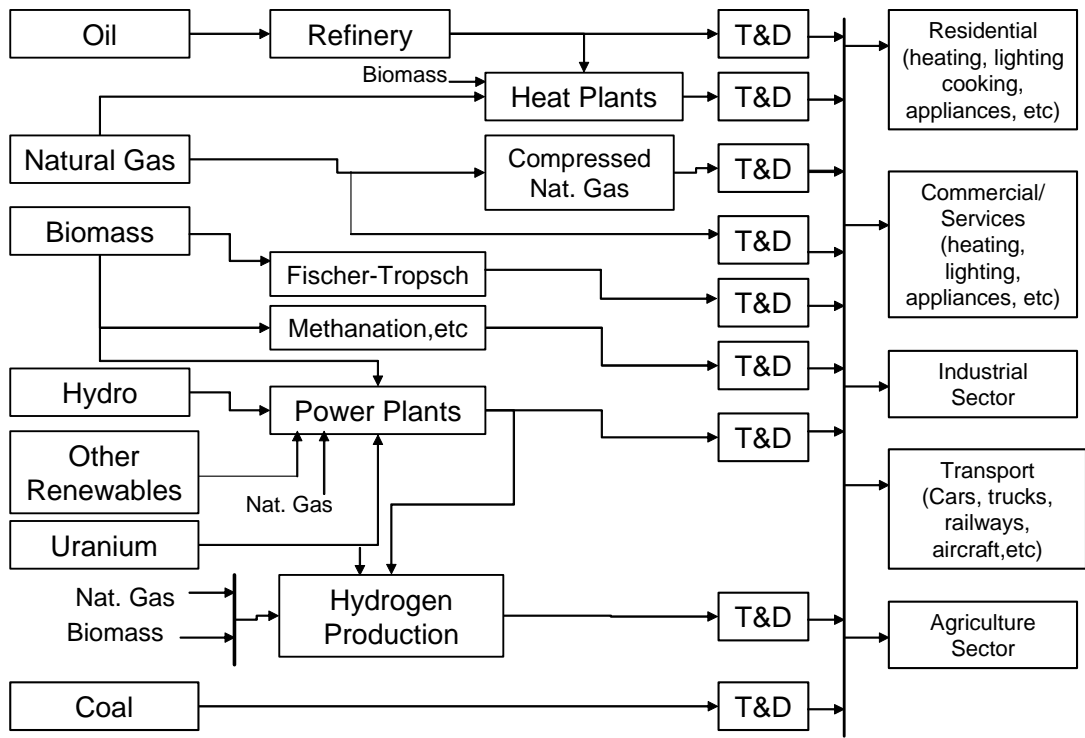 Oil
Refinery
T&D
Residential
(heating, lighting
cooking,
appliances, etc)
Biomass
Heat Plants
T&D
Natural Gas
Compressed
Nat. Gas
T&D
Commercial/
Services
(heating,
lighting,
appliances, etc)
Biomass
T&D
Fischer-Tropsch
T&D
Methanation,etc
T&D
Industrial
Sector
Hydro
Power Plants
T&D
Other
Renewables
Nat. Gas
Transport
(Cars, trucks,
railways,
aircraft,etc)
Uranium
Nat. Gas
Biomass
Hydrogen
Production
T&D
Agriculture
Sector
Coal
T&D